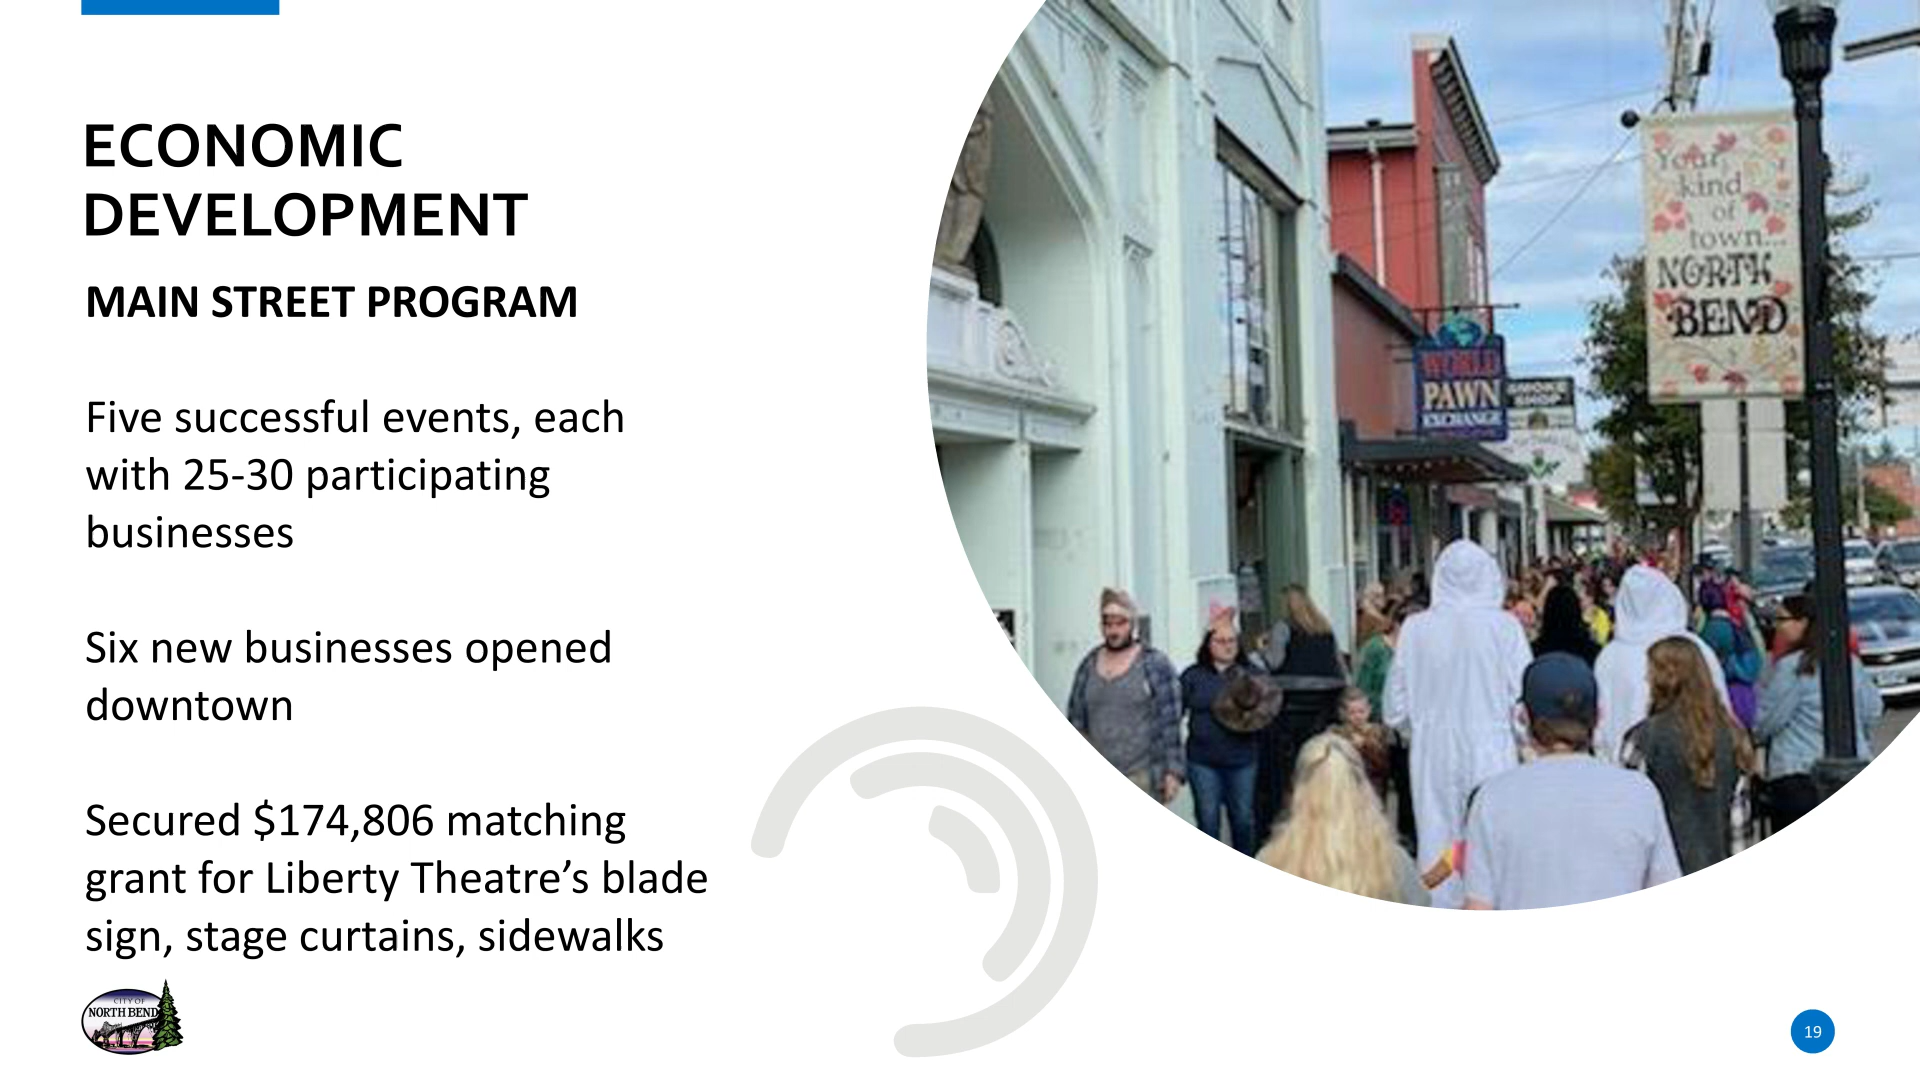 ECONOMIC
DEVELOPMENT
MAIN STREET PROGRAM
Five successful events, each
with 25-30 participating
businesses
Six new businesses opened
downtown
Secured $174,806 matching
grant for Liberty Theatre’s blade
sign, stage curtains, sidewalks
CITY OF
NORTH BEND
Your
kind
of
town...
NORTH
BEND
WORLD
PAWN
EXCHANGE
SMOKE
SHOP
19